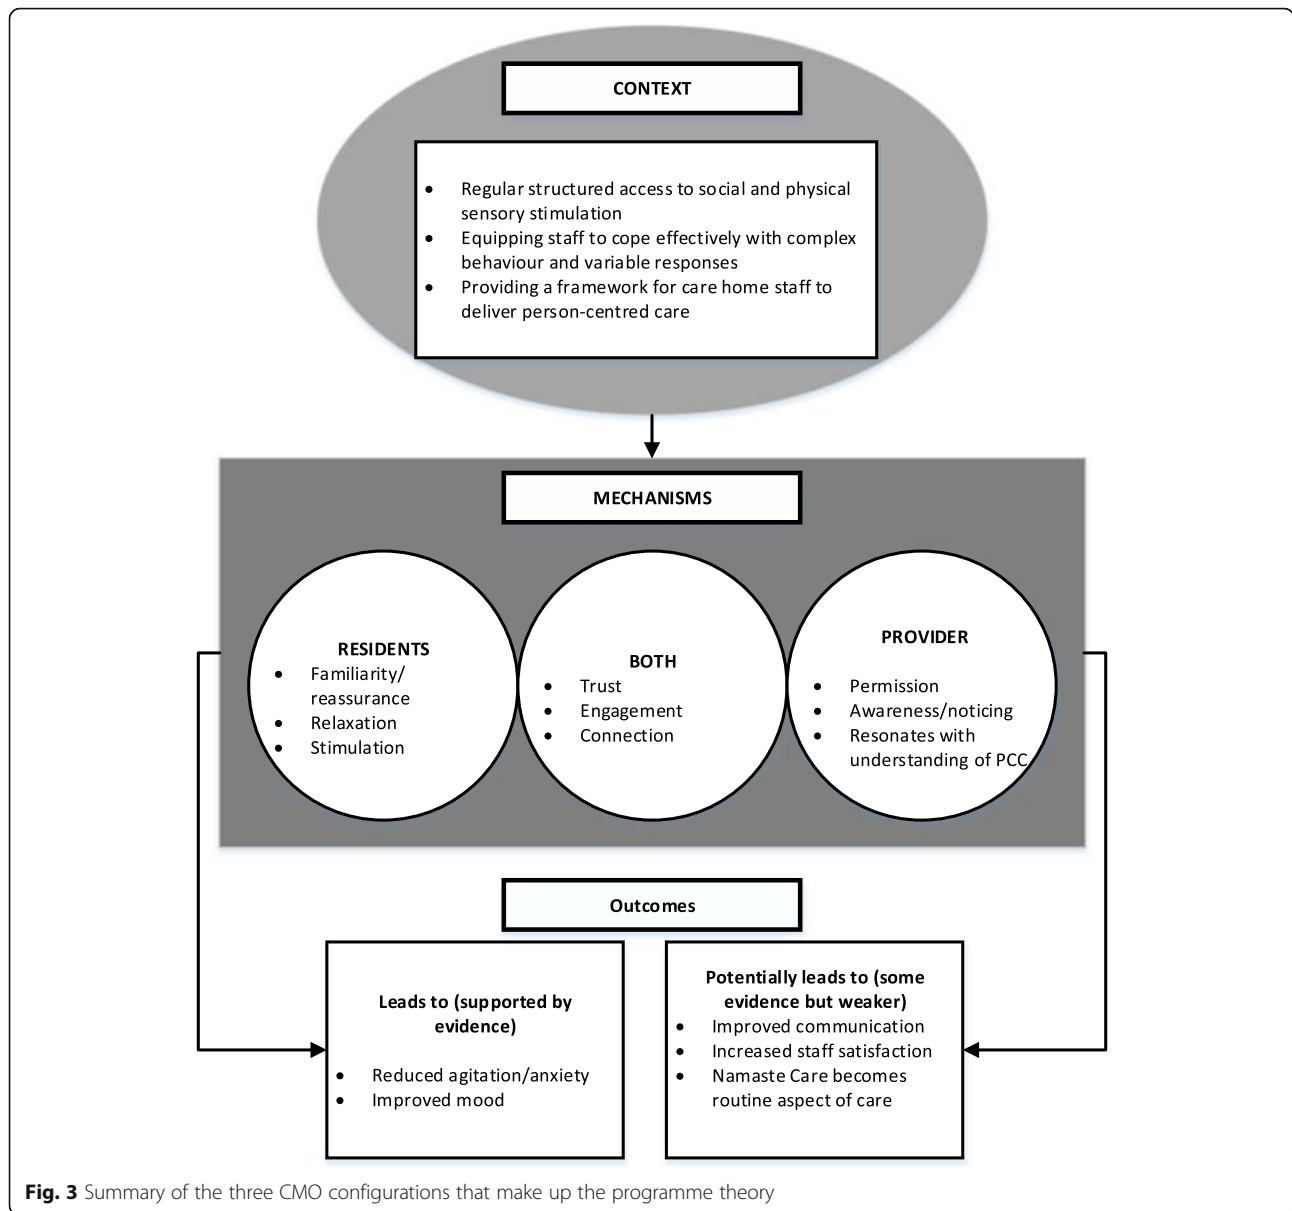 CONTEXT
• Regular structured access to social and physical
sensory stimulation
• Equipping staff to cope effectively with complex
behaviour and variable responses
• Providing a framework for care home staff to
deliver person-centred care
MECHANISMS
RESIDENTS
• Familiarity/
reassurance
• Relaxation
• Stimulation
BOTH
• Trust
• Engagement
• Connection
PROVIDER
• Permission
• Awareness/noticing
• Resonates with
understanding of PCC
Outcomes
Leads to (supported by
evidence)
• Reduced agitation/anxiety
• Improved mood
Potentially leads to (some
evidence but weaker)
• Improved communication
• Increased staff satisfaction
• Namaste Care becomes
routine aspect of care
Fig. 3 Summary of the three CMO configurations that make up the programme theory